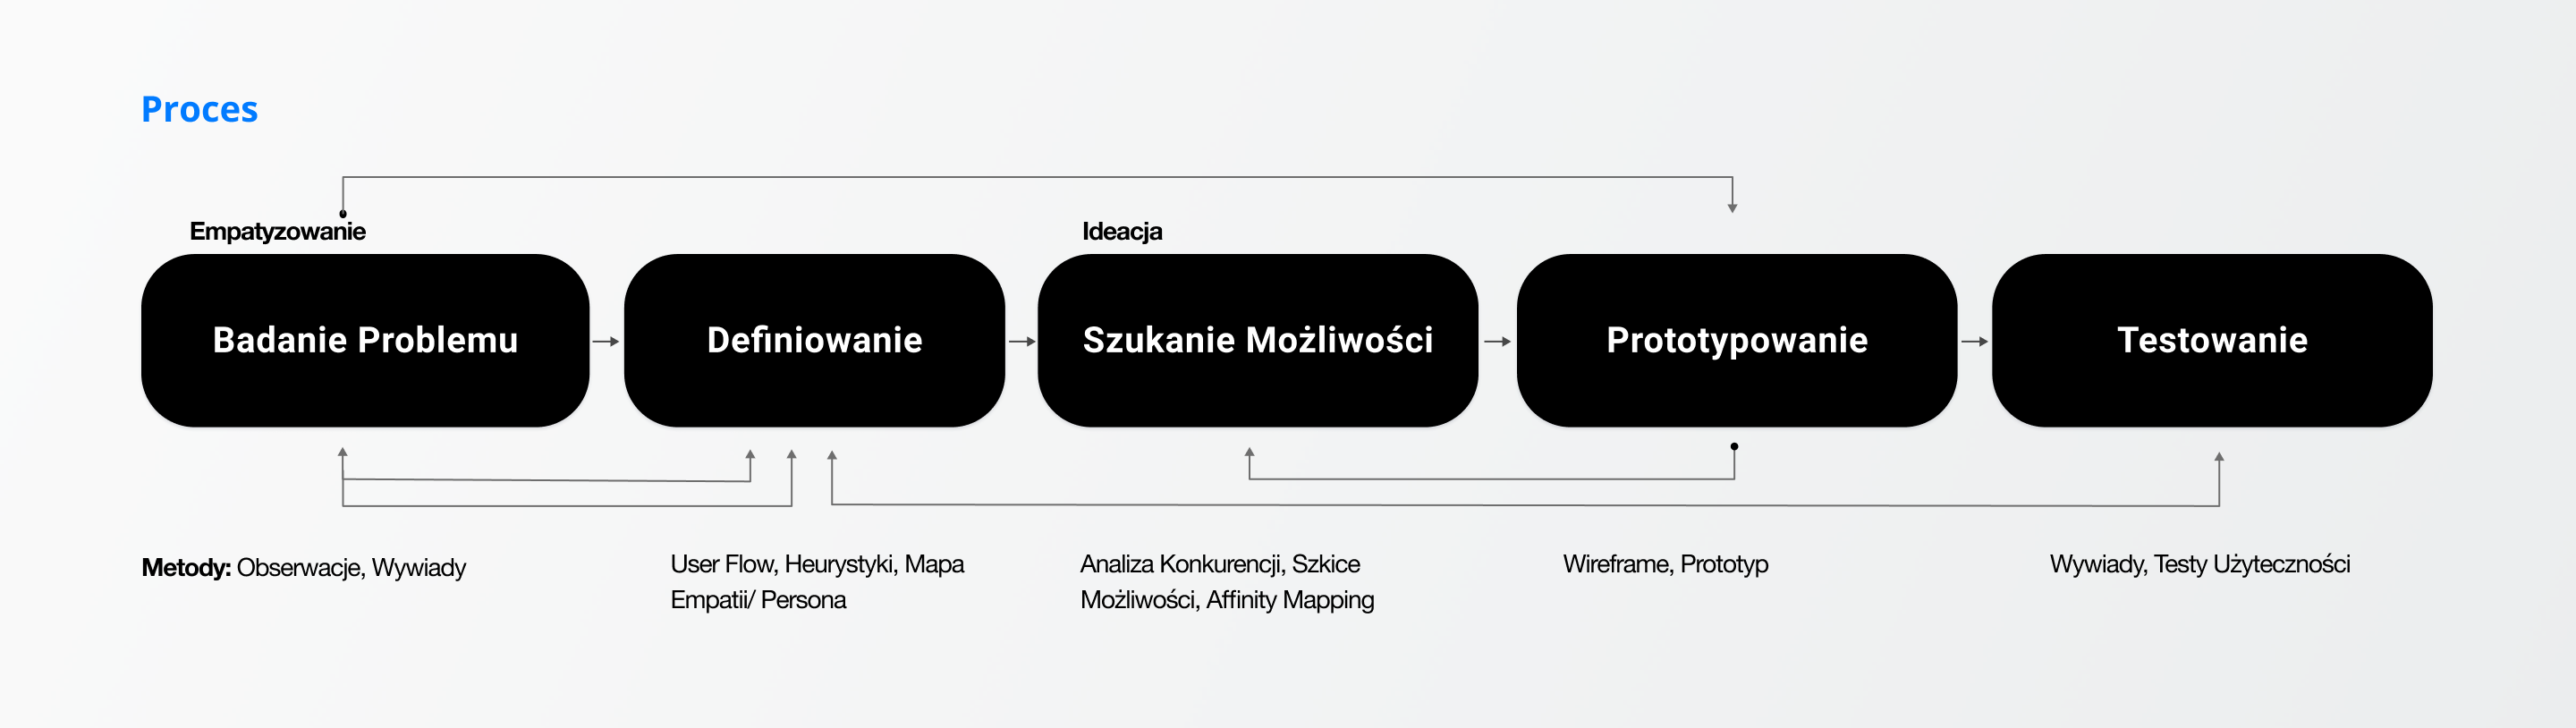 Proces
Empatyzowanie
Ideacja
Badanie Problemu
Definiowanie
Szukanie Możliwości
Prototypowanie
Testowanie
Metody: Obserwacje, Wywiady
User Flow, Heurystyki, Mapa
Empatii/ Persona
Analiza Konkurencji, Szkice
Możliwości, Affinity Mapping
Wireframe, Prototyp
Wywiady, Testy Użyteczności